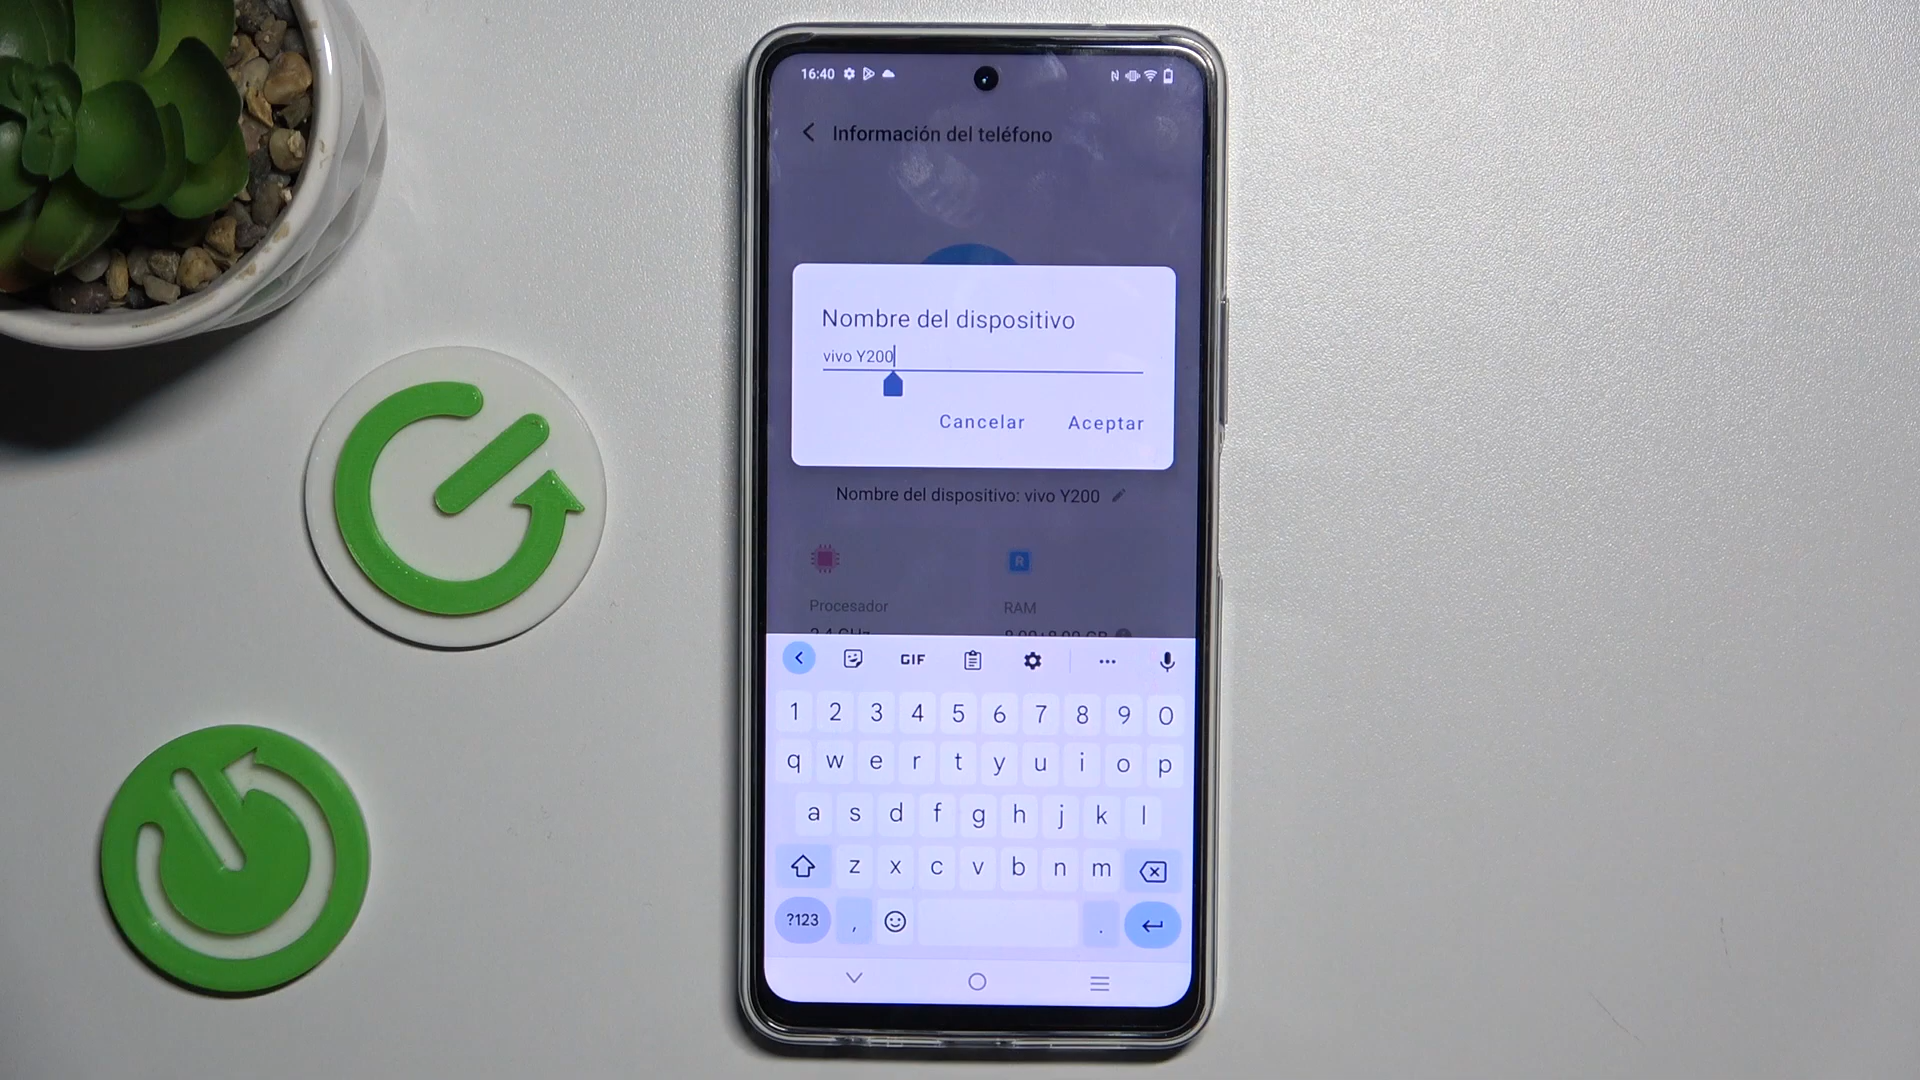 16:40
Información del teléfono
Nombre del dispositivo
vivo Y200
Cancelar Aceptar
Nombre del dispositivo: vivo Y200
R
Procesador RAM
GIF ...
1 2 3 4 5 6 7 8 9 0
q w e r t y u i o p
a s d f g h j k l
z x c v b n m
?123 , .